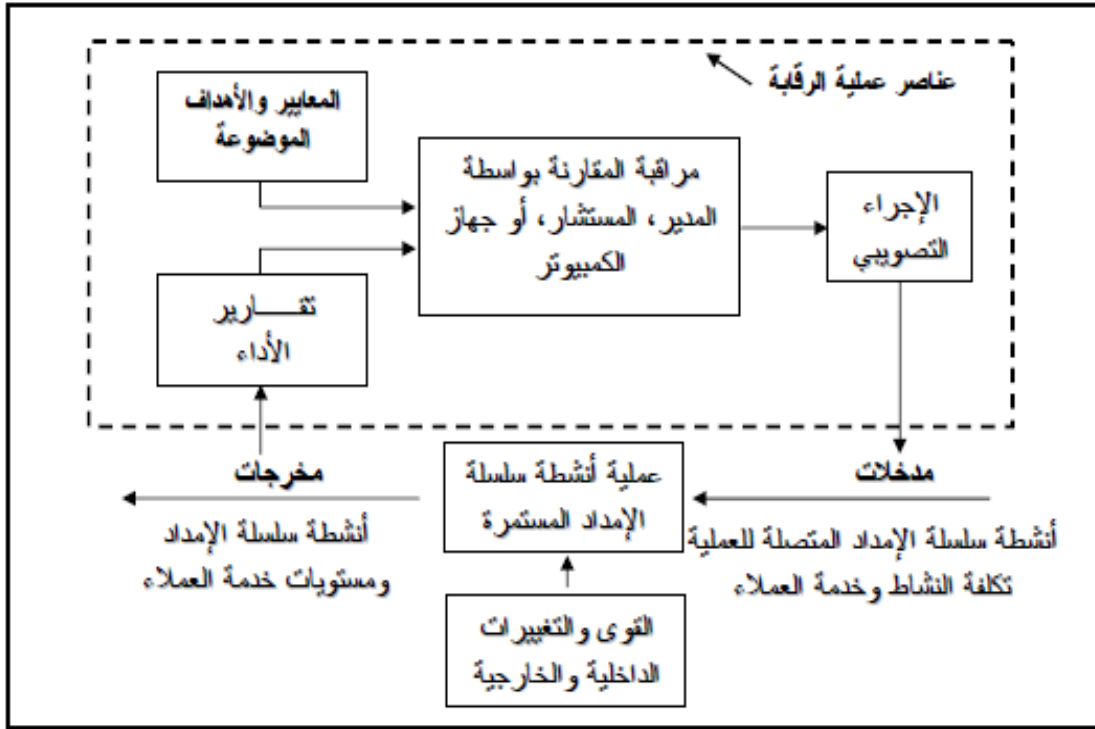 عناصر عملية الرقابة
المعايير والأهداف
الموضوعة
مراقبة المقارنة بواسطة
المدير، المستشار، أو جهاز
الكمبيوتر
الإجراء
التصويبي
تقـــــارير
الأداء
مدخلات
أنشطة سلسلة الإمداد المتصلة للعملية
تكلفة النشاط وخدمة العملاء
عملية أنشطة سلسلة
الإمداد المستمرة
مخرجات
أنشطة سلسلة الإمداد
ومستويات خدمة العملاء
القوى والتغييرات
الداخلية والخارجية